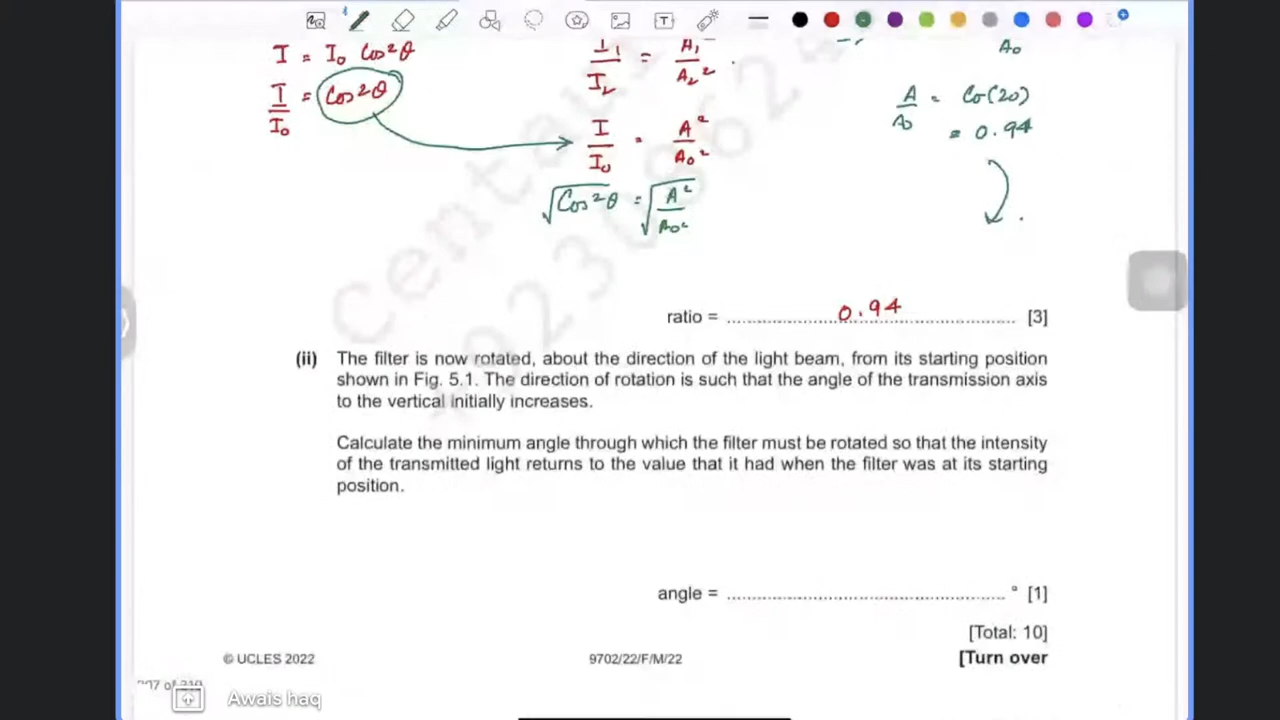 I = I₀ Cos²θ
I/I₀ = Cos²θ
I₁/I₂ = A₁²/A₂²
A₀
I/I₀ = A²/A₀²
√Cos²θ = √A²/A₀²
A/A₀ = Co(20)
= 0.94
ratio = 0.94 [3]
(ii) The filter is now rotated, about the direction of the light beam, from its starting position
shown in Fig. 5.1. The direction of rotation is such that the angle of the transmission axis
to the vertical initially increases.
Calculate the minimum angle through which the filter must be rotated so that the intensity
of the transmitted light returns to the value that it had when the filter was at its starting
position.
angle = ° [1]
[Total: 10]
© UCLES 2022 9702/22/F/M/22 [Turn over
Awais haq